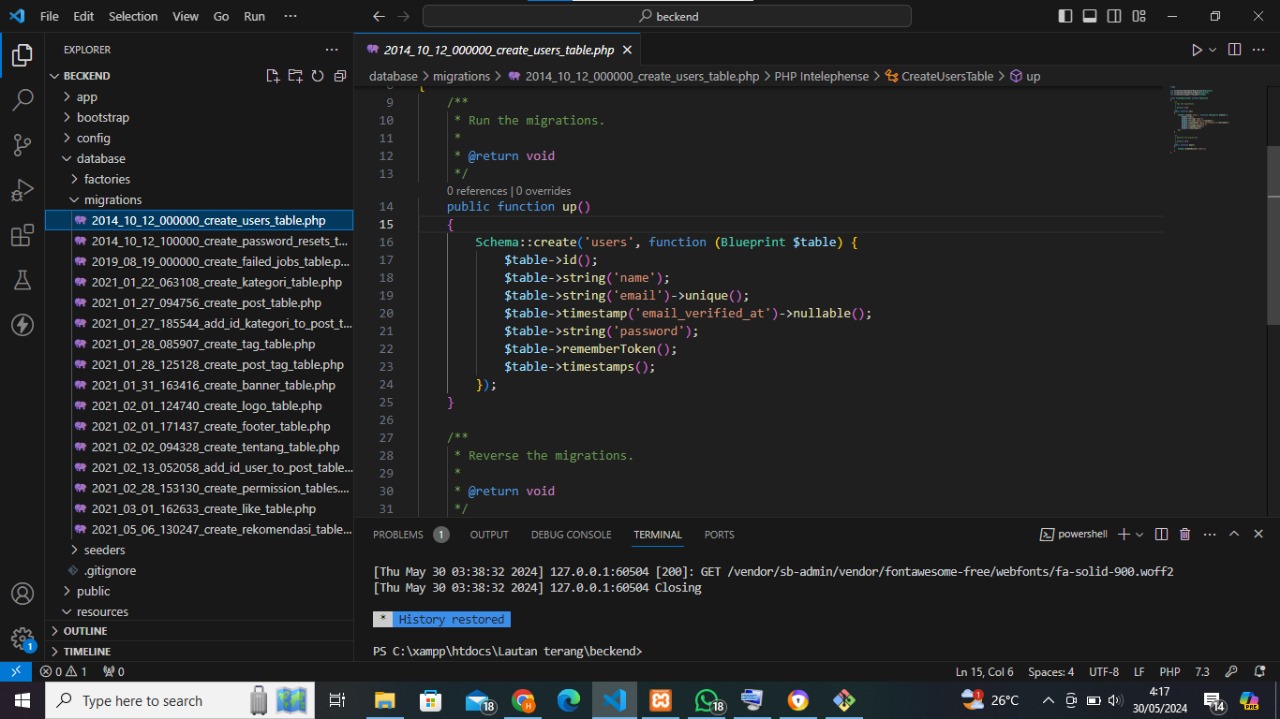 File Edit Selection View Go Run ··· beckend
EXPLORER ···
BECKEND
app
bootstrap
config
database
factories
migrations
2014_10_12_000000_create_users_table.php
2014_10_12_100000_create_password_resets_t...
2019_08_19_000000_create_failed_jobs_table.p...
2021_01_22_063108_create_kategori_table.php
2021_01_27_094756_create_post_table.php
2021_01_27_185544_add_id_kategori_to_post_t...
2021_01_28_085907_create_tag_table.php
2021_01_28_125128_create_post_tag_table.php
2021_01_31_163416_create_banner_table.php
2021_02_01_124740_create_logo_table.php
2021_02_01_171437_create_footer_table.php
2021_02_02_094328_create_tentang_table.php
2021_02_13_052058_add_id_user_to_post_table...
2021_02_28_153130_create_permission_tables....
2021_03_01_162633_create_like_table.php
2021_05_06_130247_create_rekomendasi_table...
seeders
.gitignore
public
resources
OUTLINE
TIMELINE
2014_10_12_000000_create_users_table.php
database > migrations > 2014_10_12_000000_create_users_table.php > PHP Intelephense > CreateUsersTable > up
8 {
9 /**
10 * Run the migrations.
11 *
12 * @return void
13 */
0 references | 0 overrides
14 public function up()
15 {
16 Schema::create('users', function (Blueprint $table) {
17 $table->id();
18 $table->string('name');
19 $table->string('email')->unique();
20 $table->timestamp('email_verified_at')->nullable();
21 $table->string('password');
22 $table->rememberToken();
23 $table->timestamps();
24 });
25 }
26
27 /**
28 * Reverse the migrations.
29 *
30 * @return void
31 */
PROBLEMS 1 OUTPUT DEBUG CONSOLE TERMINAL PORTS powershell
[Thu May 30 03:38:32 2024] 127.0.0.1:60504 [200]: GET /vendor/sb-admin/vendor/fontawesome-free/webfonts/fa-solid-900.woff2
[Thu May 30 03:38:32 2024] 127.0.0.1:60504 Closing
* History restored
PS C:\xampp\htdocs\Lautan terang\beckend>
1
0 1 0 Ln 15, Col 6 Spaces: 4 UTF-8 LF PHP 7.3
Type here to search 18 18 1 26°C 4:17 30/05/2024 14 PRE